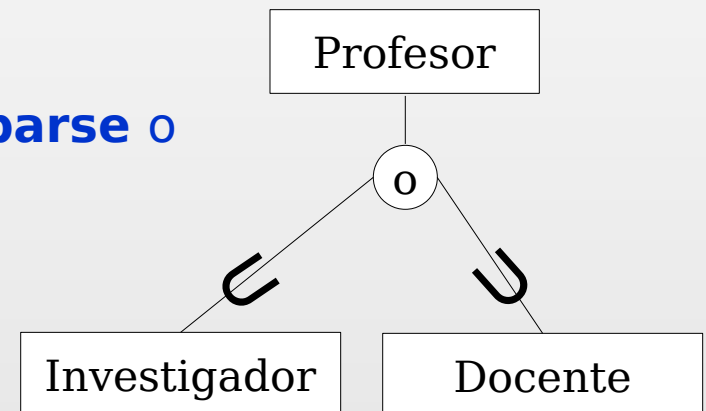 Profesor
parse o
o
Investigador
Docente